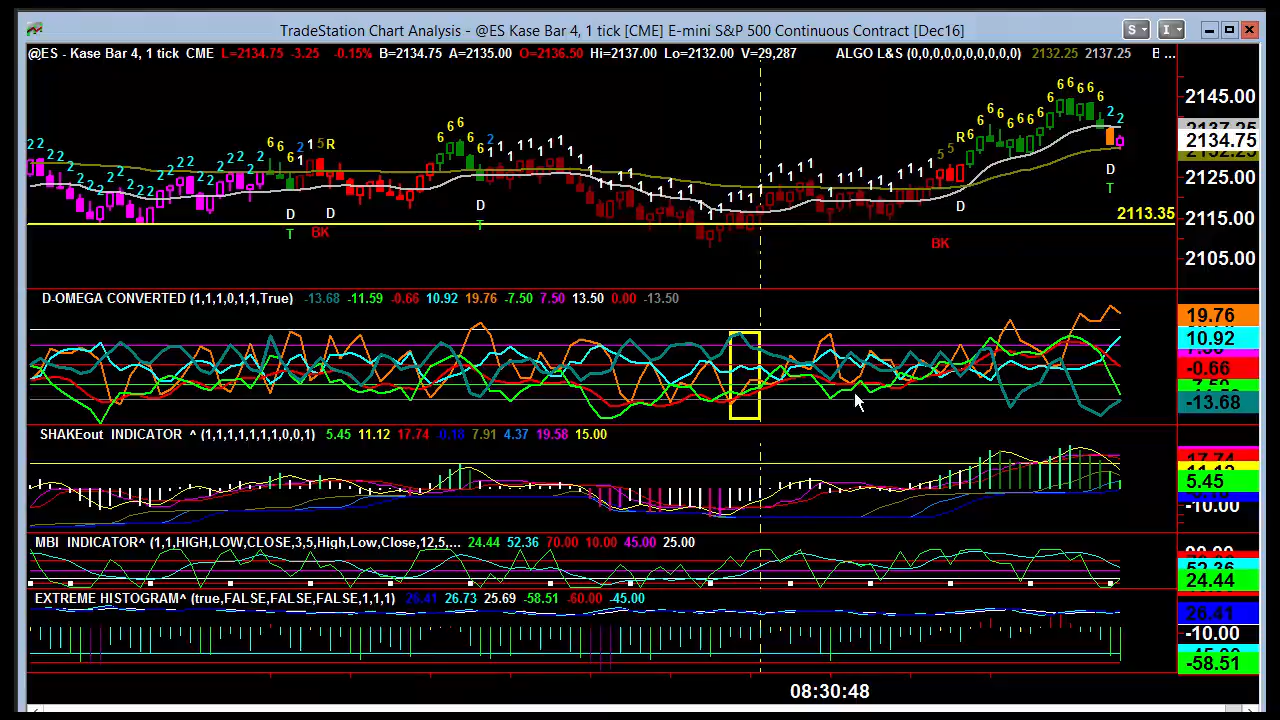 TradeStation Chart Analysis - @ES Kase Bar 4, 1 tick [CME] E-mini S&P 500 Continuous Contract [Dec16]
S I
@ES - Kase Bar 4, 1 tick CME L=2134.75 -3.25 -0.15% B=2134.75 A=2135.00 O=2136.50 Hi=2137.00 Lo=2132.00 V=29,287 ALGO L&S (0,0,0,0,0,0,0,0,0,0) 2132.25 2137.25 B ...
2145.00
2134.75
2125.00
2113.35
2115.00
2105.00
R R R
D D D D D
T BK T BK T
D-OMEGA CONVERTED (1,1,1,0,1,1,True) -13.68 -11.59 -0.66 10.92 19.76 -7.50 7.50 13.50 0.00 -13.50
19.76
10.92
-0.66
-13.68
SHAKEout INDICATOR ^ (1,1,1,1,1,1,1,0,0,1) 5.45 11.12 17.74 -0.18 7.91 4.37 19.58 15.00
5.45
-10.00
MBI INDICATOR^ (1,1,HIGH,LOW,CLOSE,3,5,High,Low,Close,12,5,... 24.44 52.36 70.00 10.00 45.00 25.00
52.36
24.44
EXTREME HISTOGRAM^ (true,FALSE,FALSE,FALSE,1,1,1) 26.41 26.73 25.69 -58.51 -60.00 -45.00
26.41
-10.00
-58.51
08:30:48